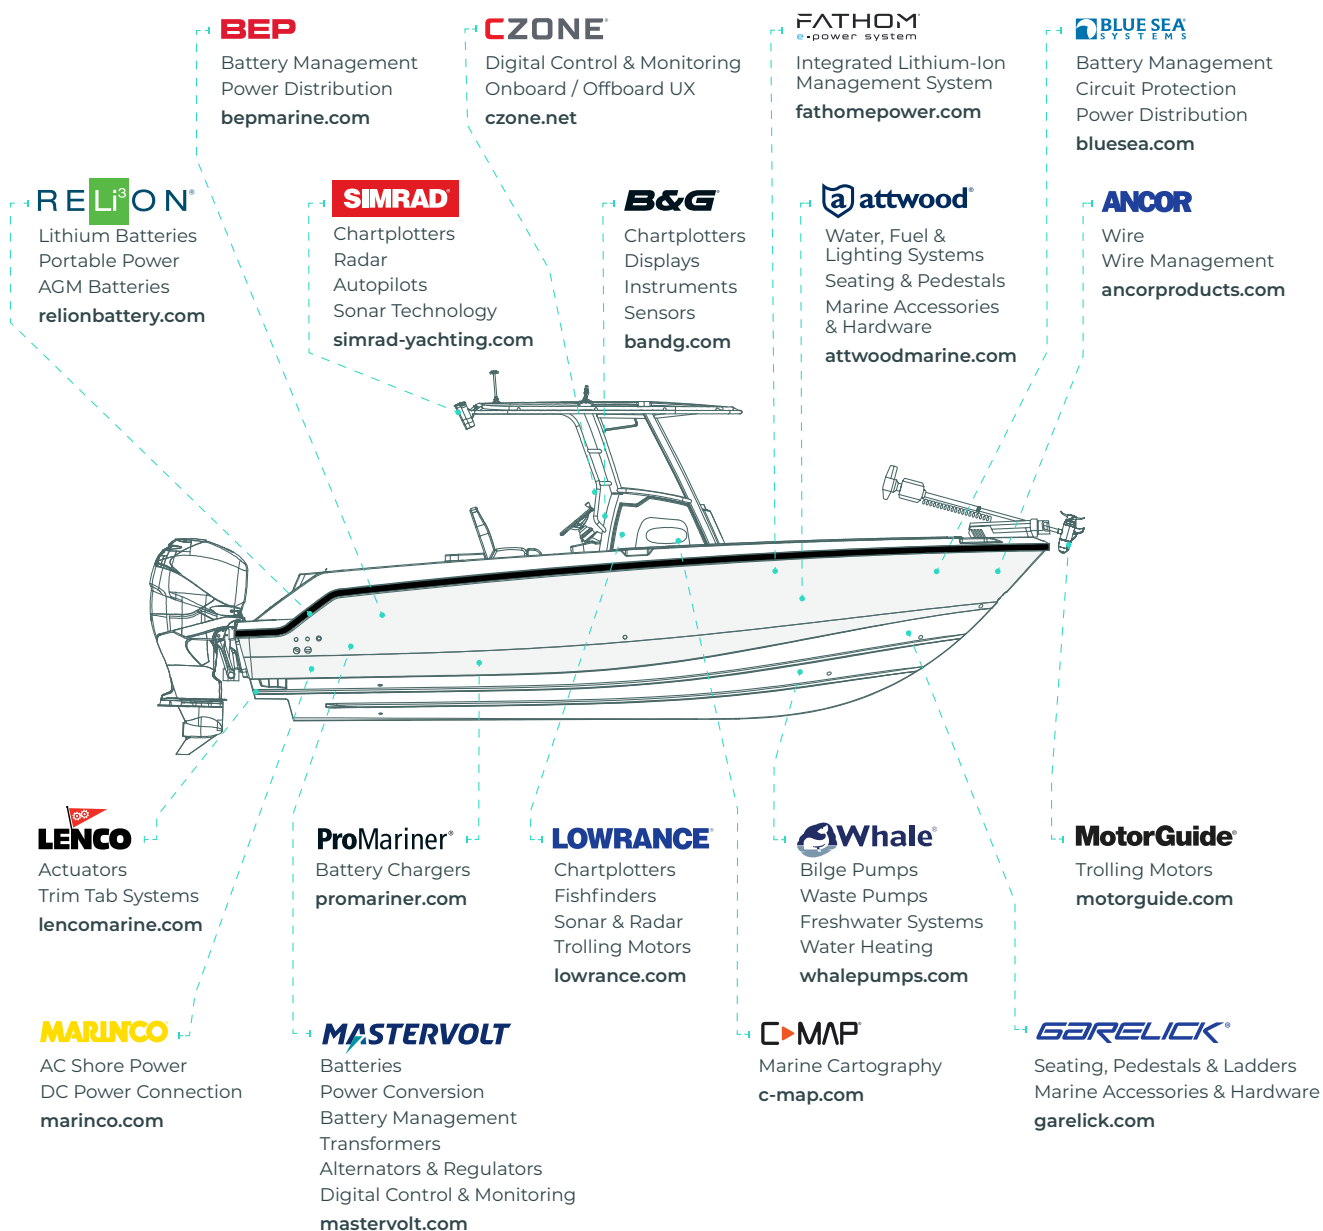 BEP
Battery Management
Power Distribution
bepmarine.com
CZONE®
Digital Control & Monitoring
Onboard / Offboard UX
czone.net
FATHOM®
e-power system
Integrated Lithium-Ion
Management System
fathomepower.com
BLUE SEA®
SYSTEMS
Battery Management
Circuit Protection
Power Distribution
bluesea.com
RELi³ON®
Lithium Batteries
Portable Power
AGM Batteries
relionbattery.com
SIMRAD®
Chartplotters
Radar
Autopilots
Sonar Technology
simrad-yachting.com
B&G®
Chartplotters
Displays
Instruments
Sensors
bandg.com
a attwood®
Water, Fuel &
Lighting Systems
Seating & Pedestals
Marine Accessories
& Hardware
attwoodmarine.com
ANCOR
Wire
Wire Management
ancorproducts.com
LENCO
Actuators
Trim Tab Systems
lencomarine.com
ProMariner®
Battery Chargers
promariner.com
LOWRANCE®
Chartplotters
Fishfinders
Sonar & Radar
Trolling Motors
lowrance.com
Whale®
Bilge Pumps
Waste Pumps
Freshwater Systems
Water Heating
whalepumps.com
MotorGuide®
Trolling Motors
motorguide.com
MARINCO
AC Shore Power
DC Power Connection
marinco.com
MASTERVOLT
Batteries
Power Conversion
Battery Management
Transformers
Alternators & Regulators
Digital Control & Monitoring
mastervolt.com
C-MAP®
Marine Cartography
c-map.com
GARELICK®
Seating, Pedestals & Ladders
Marine Accessories & Hardware
garelick.com